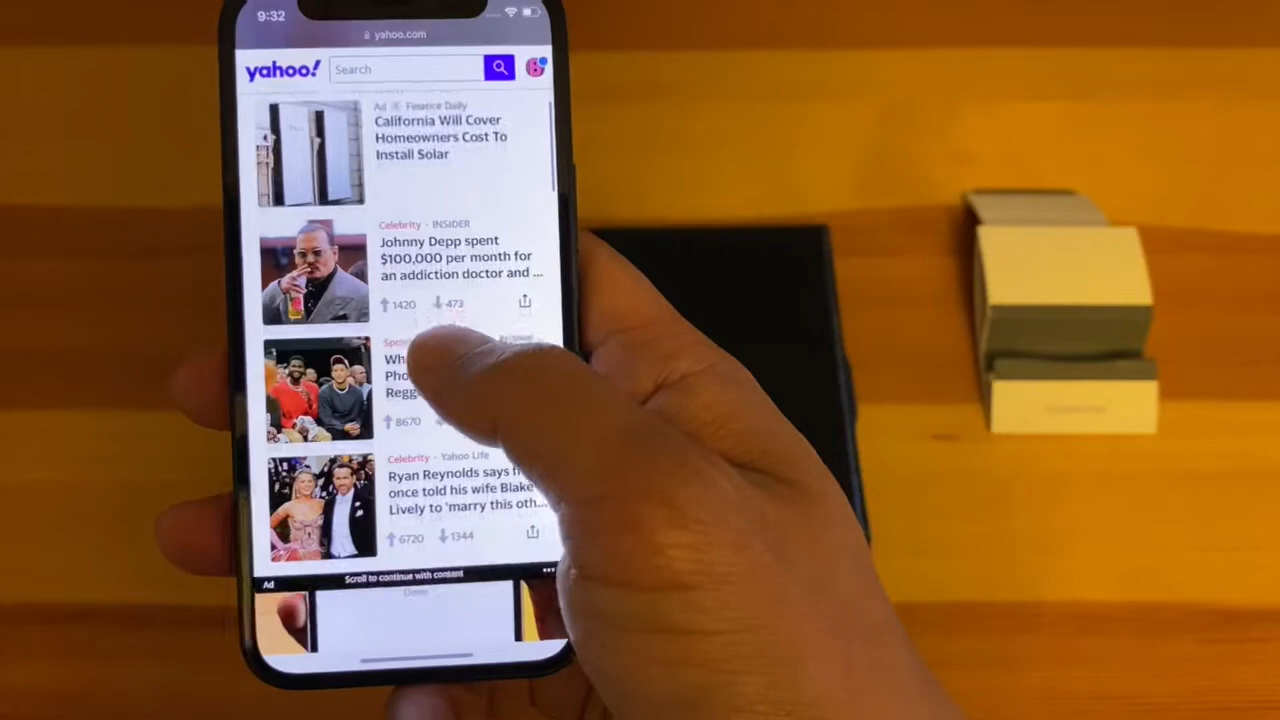 9:32
yahoo.com
yahoo!
Search
Ad Finance Daily
California Will Cover
Homeowners Cost To
Install Solar
Celebrity · INSIDER
Johnny Depp spent
$100,000 per month for
an addiction doctor and ...
1420 473
8670
Celebrity · Yahoo Life
Ryan Reynolds says
once told his wife Blake
Lively to 'marry this oth...
6720 1344
Ad Scroll to continue with content
Done